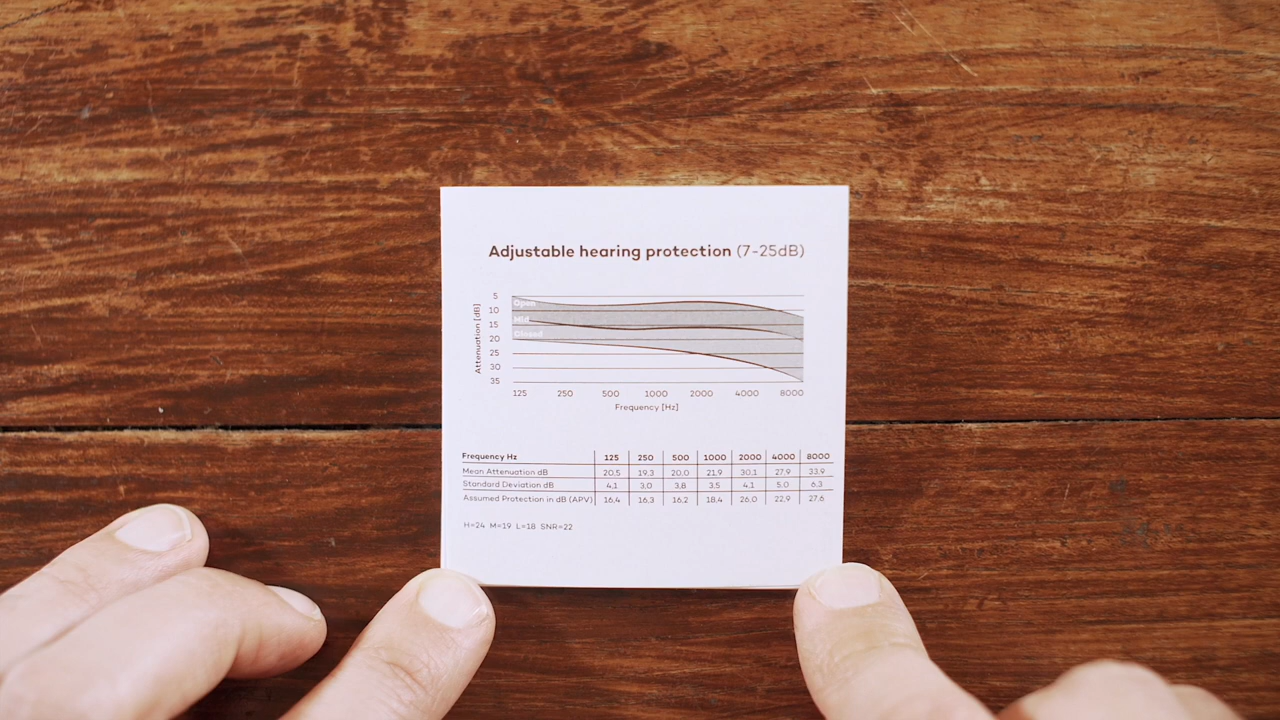 Adjustable hearing protection (7-25dB)
Attenuation [dB]
5
10
15
20
25
30
35
Open
Mid
Closed
125 250 500 1000 2000 4000 8000
Frequency [Hz]
Frequency Hz 125 250 500 1000 2000 4000 8000
Mean Attenuation dB 20,5 19,3 20,0 21,9 30,1 27,9 33,9
Standard Deviation dB 4,1 3,0 3,8 3,5 4,1 5,0 6,3
Assumed Protection in dB (APV) 16,4 16,3 16,2 18,4 26,0 22,9 27,6
H=24 M=19 L=18 SNR=22